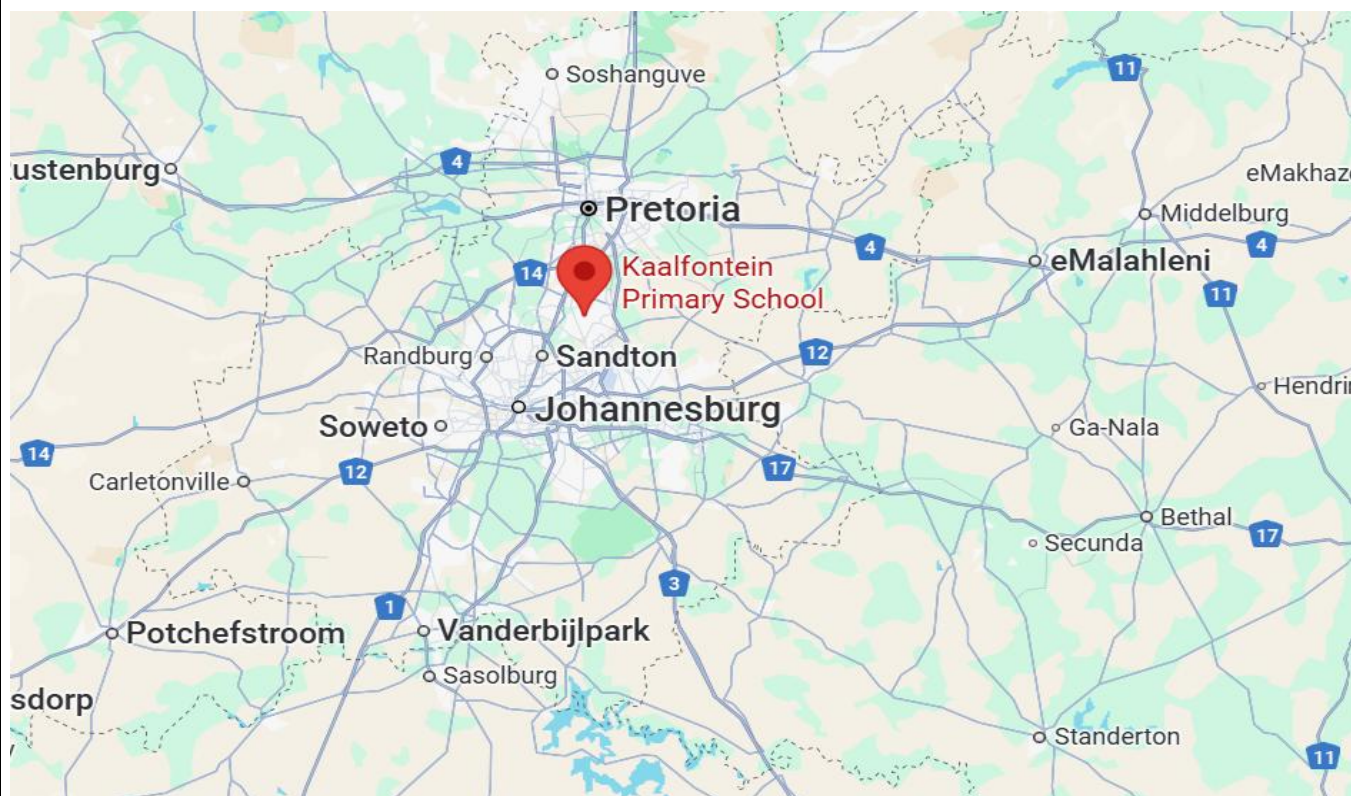 Soshanguve
11
4
ustenburg
eMakhaz
Pretoria
Middelburg
4
4
eMalahleni
14
Kaalfontein
Primary School
11
12
Randburg
Sandton
Hendri
Johannesburg
Soweto
Ga-Nala
14
12
17
Carletonville
Bethal
17
Secunda
3
1
Potchefstroom
Vanderbijlpark
Sasolburg
sdorp
Standerton
11